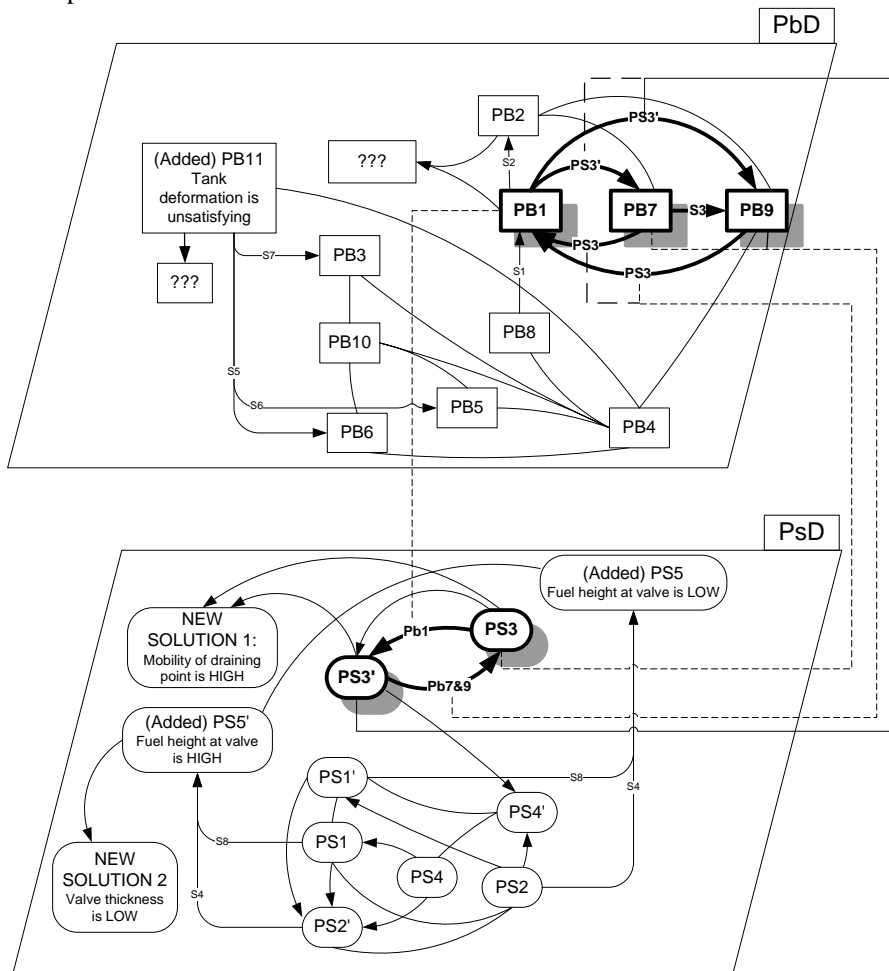 PbD
PB2
PS3'
(Added) PB11
Tank
deformation is
unsatisfying
???
S2
PS3'
PB1
PB7
S3
PB9
PS3
PS3
S7
PB3
???
S1
PB8
PB10
S5
S6
PB5
PB6
PB4
PsD
(Added) PS5
Fuel height at valve is LOW
NEW
SOLUTION 1:
Mobility of draining
point is HIGH
Pb1
PS3
PS3'
Pb7&9
(Added) PS5'
Fuel height at valve
is HIGH
PS1'
S8
S4
PS4'
S8
PS1
PS4
PS2
NEW
SOLUTION 2
Valve thickness
is LOW
S4
PS2'